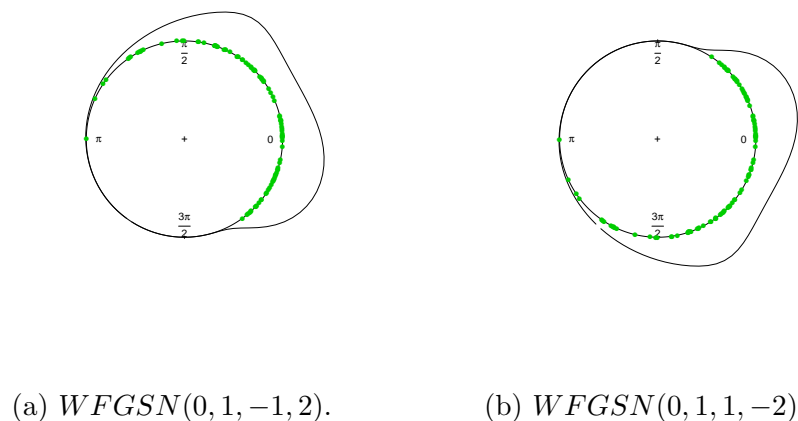 π/2
π
+
0
3π/2
π/2
π
+
0
3π/2
(a) WFGSN(0, 1, −1, 2).
(b) WFGSN(0, 1, 1, −2)